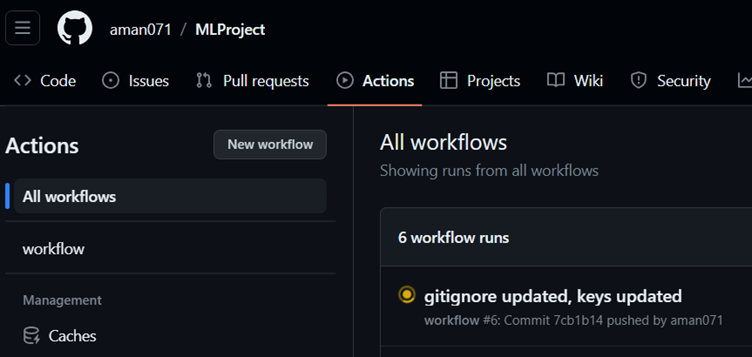 aman071 / MLProject
Code Issues Pull requests Actions Projects Wiki Security
Actions New workflow
All workflows
workflow
Management
Caches
All workflows
Showing runs from all workflows
6 workflow runs
gitignore updated, keys updated
workflow #6: Commit 7cb1b14 pushed by aman071